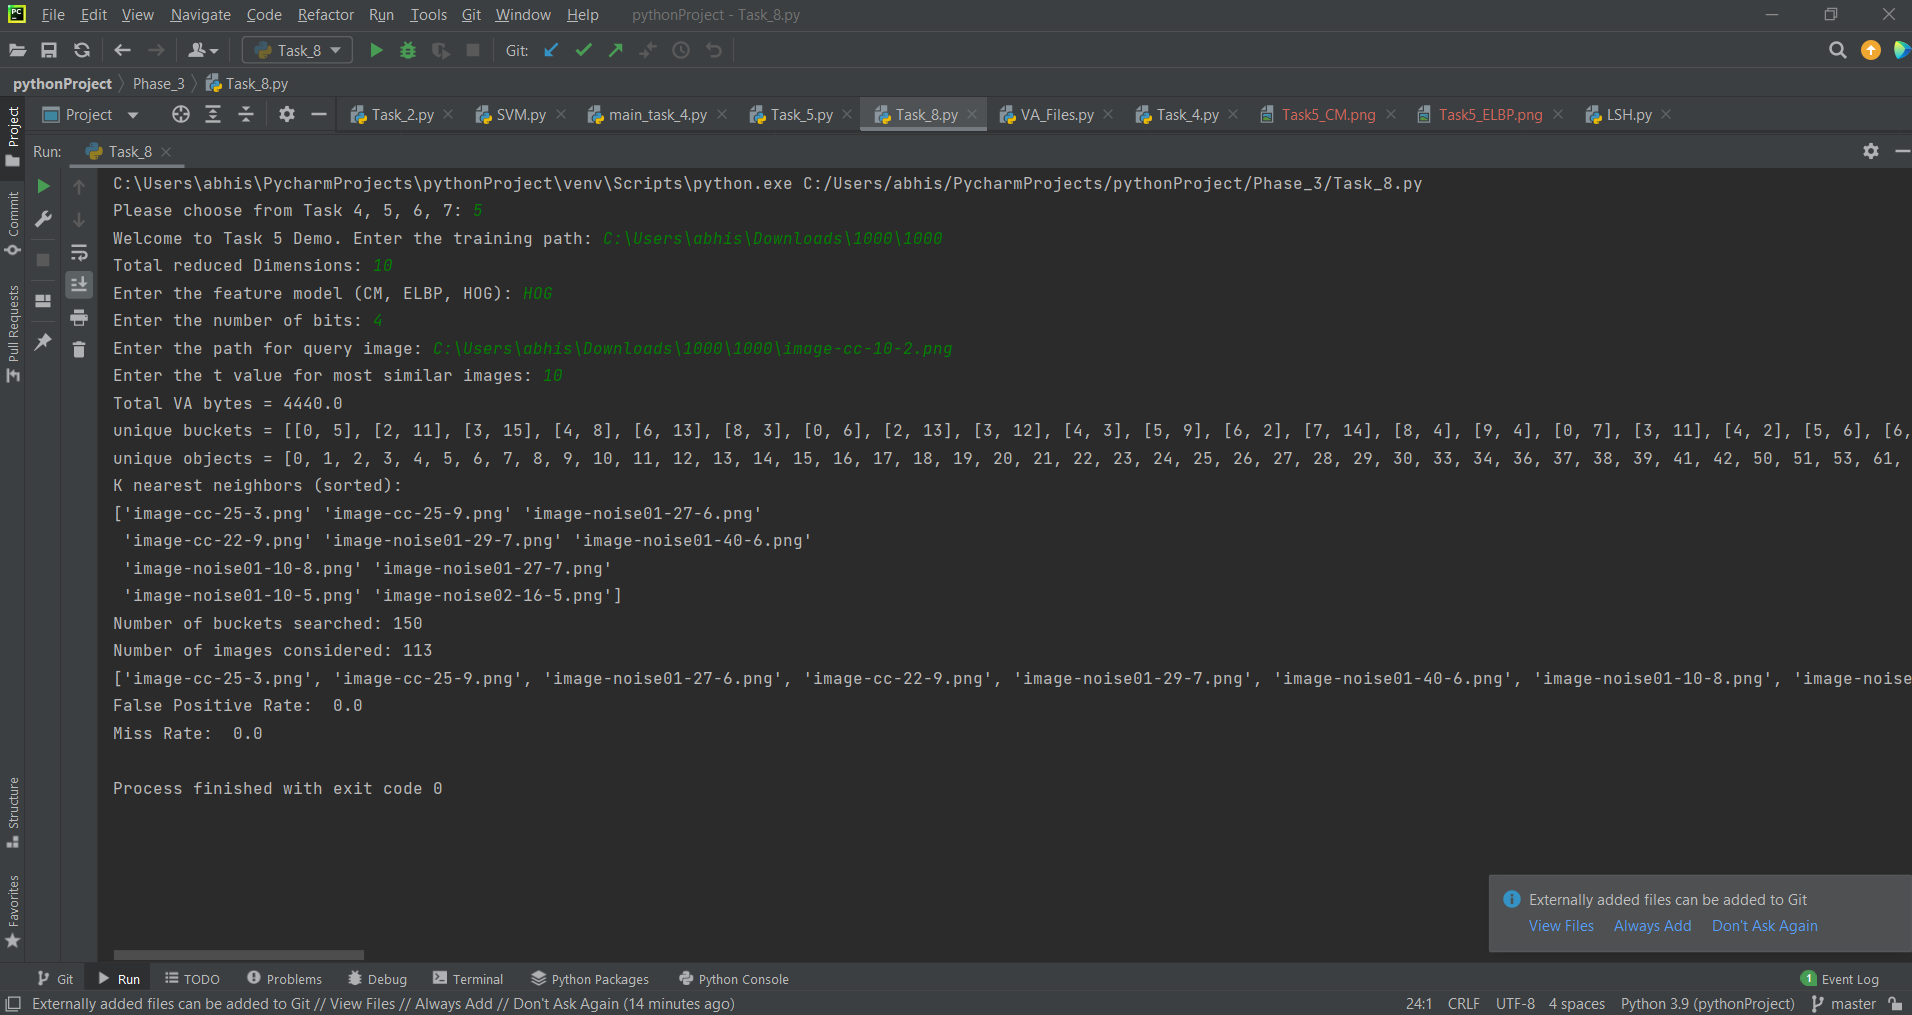 PC File Edit View Navigate Code Refactor Run Tools Git Window Help pythonProject - Task_8.py
Task_8 Git:
pythonProject Phase_3 Task_8.py
Project Task_2.py SVM.py main_task_4.py Task_5.py Task_8.py VA_Files.py Task_4.py Task5_CM.png Task5_ELBP.png LSH.py
Run: Task_8
Project
Commit
Pull Requests
Structure
Favorites
C:\Users\abhis\PycharmProjects\pythonProject\venv\Scripts\python.exe C:/Users/abhis/PycharmProjects/pythonProject/Phase_3/Task_8.py
Please choose from Task 4, 5, 6, 7: 5
Welcome to Task 5 Demo. Enter the training path: C:\Users\abhis\Downloads\1000\1000
Total reduced Dimensions: 10
Enter the feature model (CM, ELBP, HOG): HOG
Enter the number of bits: 4
Enter the path for query image: C:\Users\abhis\Downloads\1000\1000\image-cc-10-2.png
Enter the t value for most similar images: 10
Total VA bytes = 4440.0
unique buckets = [[0, 5], [2, 11], [3, 15], [4, 8], [6, 13], [8, 3], [0, 6], [2, 13], [3, 12], [4, 3], [5, 9], [6, 2], [7, 14], [8, 4], [9, 4], [0, 7], [3, 11], [4, 2], [5, 6], [6,
unique objects = [0, 1, 2, 3, 4, 5, 6, 7, 8, 9, 10, 11, 12, 13, 14, 15, 16, 17, 18, 19, 20, 21, 22, 23, 24, 25, 26, 27, 28, 29, 30, 33, 34, 36, 37, 38, 39, 41, 42, 50, 51, 53, 61,
K nearest neighbors (sorted):
['image-cc-25-3.png' 'image-cc-25-9.png' 'image-noise01-27-6.png'
'image-cc-22-9.png' 'image-noise01-29-7.png' 'image-noise01-40-6.png'
'image-noise01-10-8.png' 'image-noise01-27-7.png'
'image-noise01-10-5.png' 'image-noise02-16-5.png']
Number of buckets searched: 150
Number of images considered: 113
['image-cc-25-3.png', 'image-cc-25-9.png', 'image-noise01-27-6.png', 'image-cc-22-9.png', 'image-noise01-29-7.png', 'image-noise01-40-6.png', 'image-noise01-10-8.png', 'image-noise
False Positive Rate:  0.0
Miss Rate:  0.0
Process finished with exit code 0
Externally added files can be added to Git
View Files Always Add Don't Ask Again
Git Run TODO Problems Debug Terminal Python Packages Python Console 1 Event Log
Externally added files can be added to Git // View Files // Always Add // Don't Ask Again (14 minutes ago) 24:1 CRLF UTF-8 4 spaces Python 3.9 (pythonProject) master